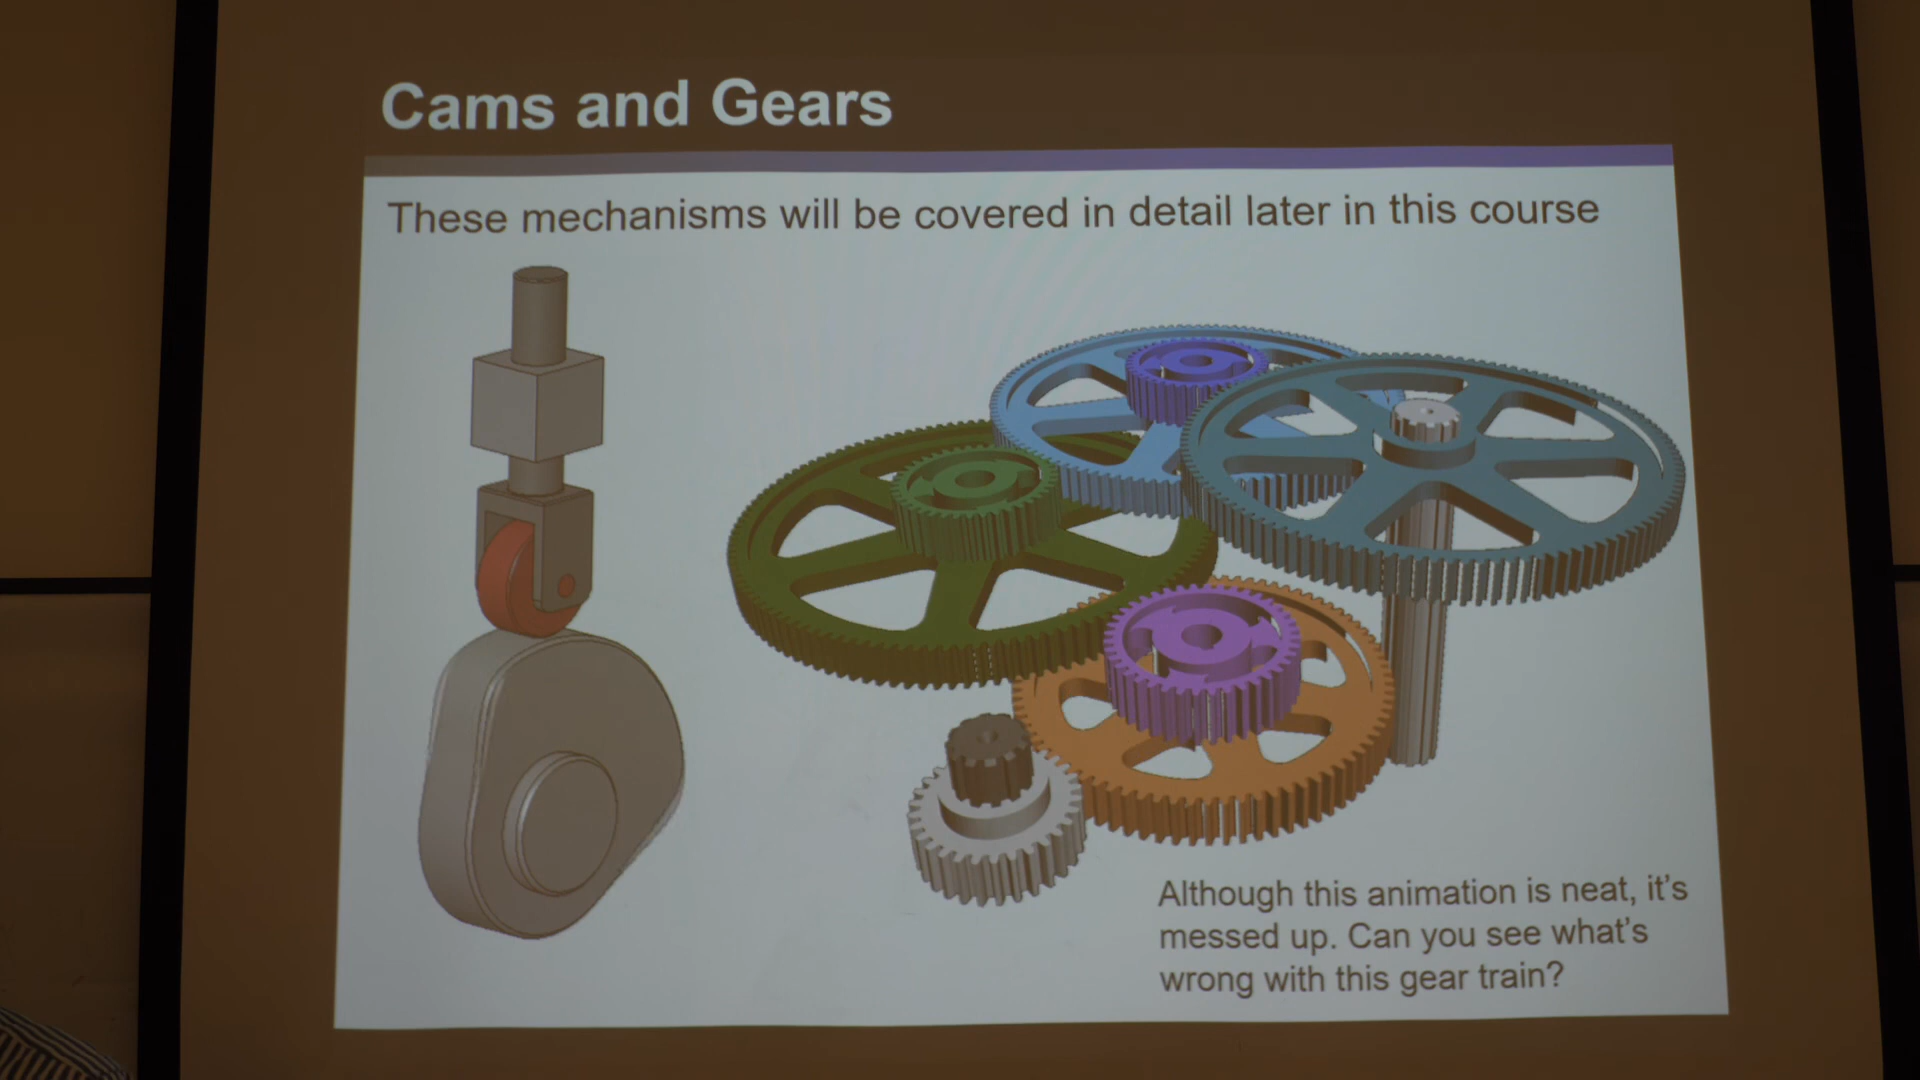 Cams and Gears
These mechanisms will be covered in detail later in this course
Although this animation is neat, it's
messed up. Can you see what's
wrong with this gear train?